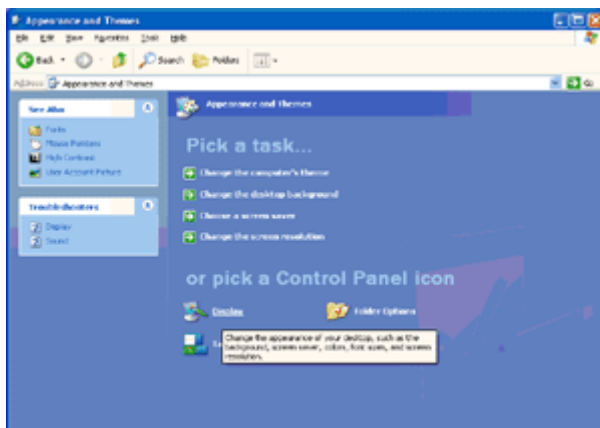 Appearance and Themes
File Edit View Favorites Tools Help
Back Search Folders
Address Appearance and Themes
See Also
Fonts
Mouse Pointers
High Contrast
User Account Picture
Troubleshooters
Display
Sound
Appearance and Themes
Pick a task...
Change the computer's theme
Change the desktop background
Choose a screen saver
Change the screen resolution
or pick a Control Panel icon
Display Folder Options
Change the appearance of your desktop, such as the
background, screen saver, colors, font sizes, and screen
resolution.